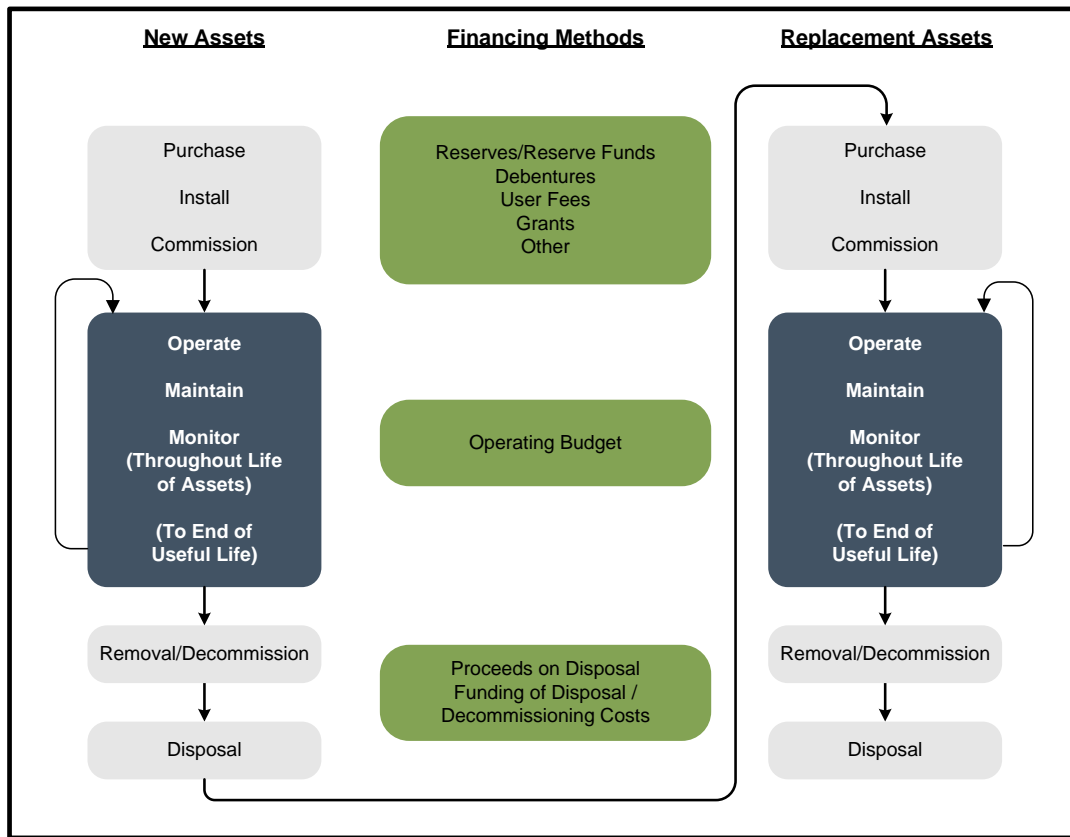 New Assets
Financing Methods
Replacement Assets
Purchase
Install
Commission
Operate
Maintain
Monitor
(Throughout Life
of Assets)
(To End of
Useful Life)
Removal/Decommission
Disposal
Reserves/Reserve Funds
Debentures
User Fees
Grants
Other
Operating Budget
Proceeds on Disposal
Funding of Disposal /
Decommissioning Costs
Purchase
Install
Commission
Operate
Maintain
Monitor
(Throughout Life
of Assets)
(To End of
Useful Life)
Removal/Decommission
Disposal